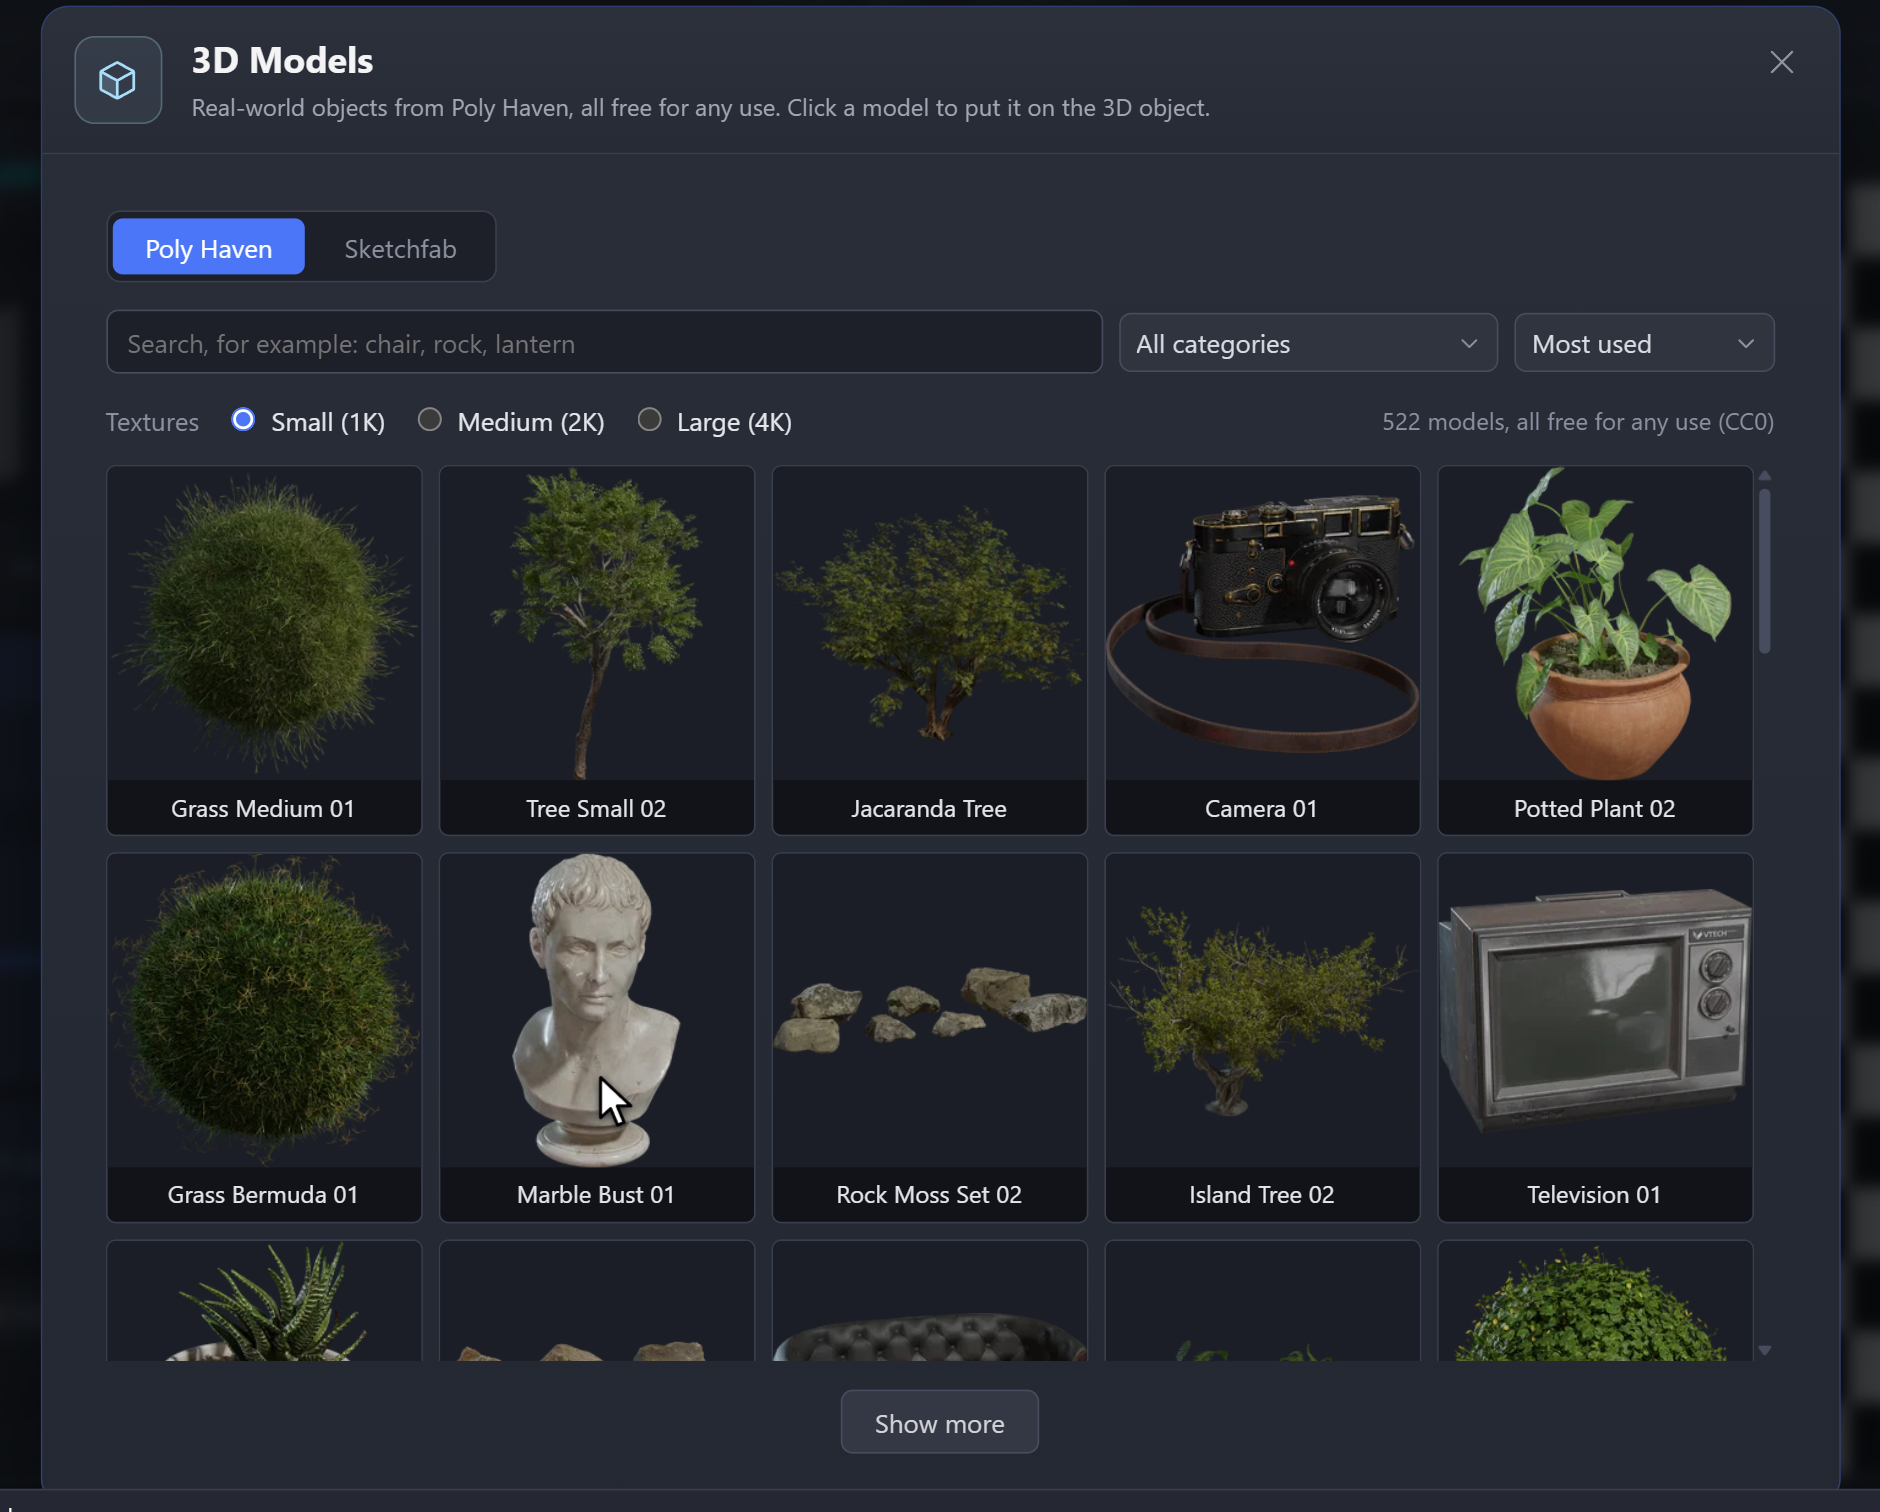 3D Models
Real-world objects from Poly Haven, all free for any use. Click a model to put it on the 3D object.
Poly Haven
Sketchfab
Search, for example: chair, rock, lantern
All categories
Most used
Textures
Small (1K)
Medium (2K)
Large (4K)
522 models, all free for any use (CC0)
Grass Medium 01
Tree Small 02
Jacaranda Tree
Camera 01
Potted Plant 02
VTECH
Grass Bermuda 01
Marble Bust 01
Rock Moss Set 02
Island Tree 02
Television 01
Show more